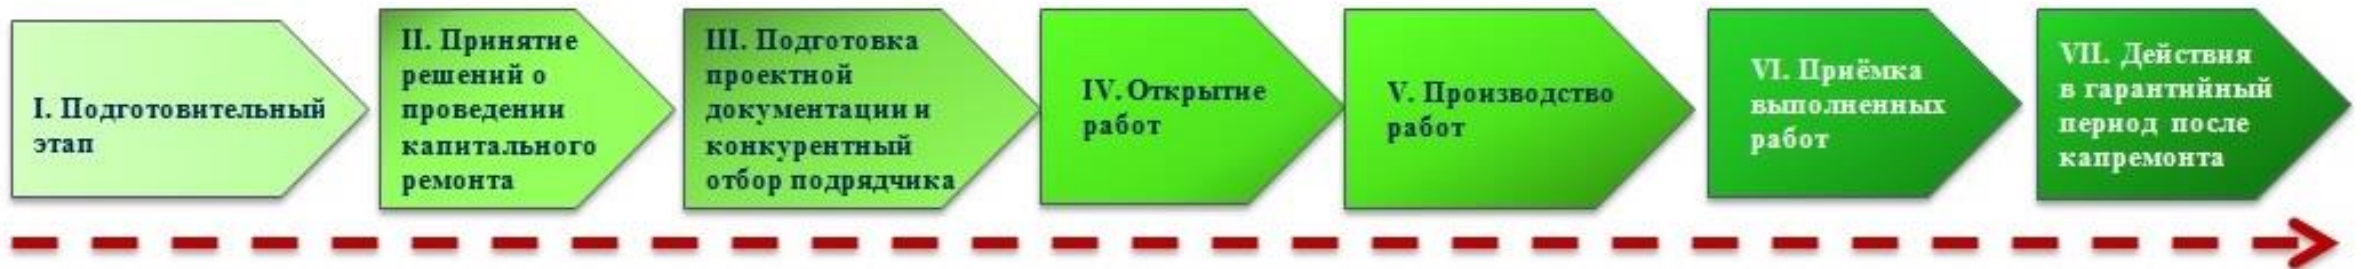 I. Подготовительный
этап
II. Принятие
решений о
проведении
капитального
ремонта
III. Подготовка
проектной
документации и
конкурентный
отбор подрядчика
IV. Открытие
работ
V. Производство
работ
VI. Приёмка
выполненных
работ
VII. Действия
в гарантийный
период после
капремонта